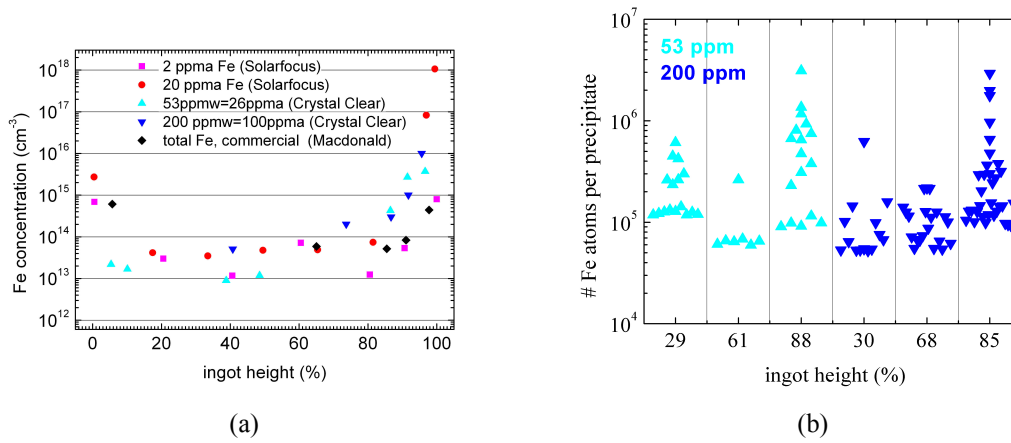 10^18
10^17
10^16
10^15
10^14
10^13
10^12
Fe concentration (cm^-3)
2 ppma Fe (Solarfocus)
20 ppma Fe (Solarfocus)
53ppmw=26ppma (Crystal Clear)
200 ppmw=100ppma (Crystal Clear)
total Fe, commercial (Macdonald)
0 20 40 60 80 100
ingot height (%)
(a)
10^7
10^6
10^5
10^4
# Fe atoms per precipitate
53 ppm
200 ppm
29 61 88 30 68 85
ingot height (%)
(b)